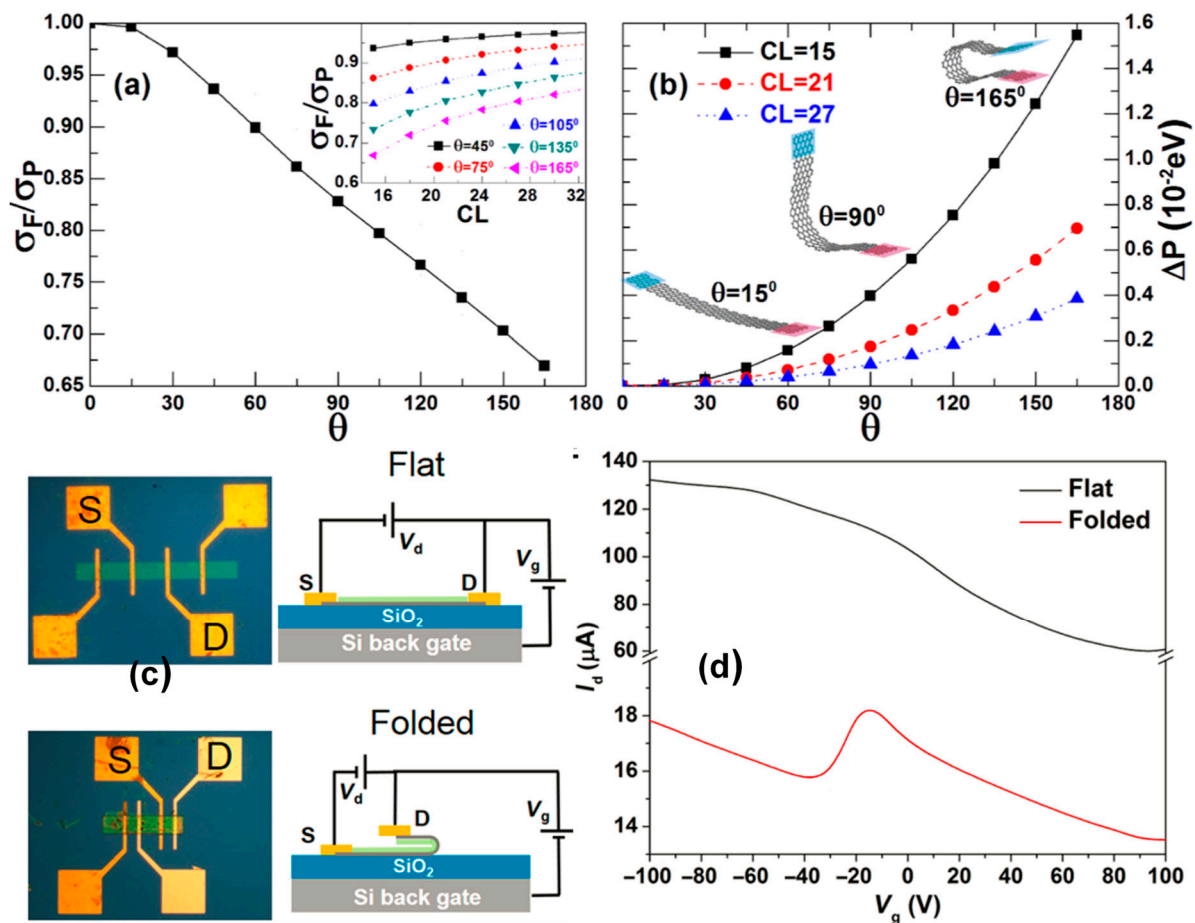 1.00
0.95
0.90
0.85
0.80
0.75
0.70
0.65
σF/σP
(a)
0 30 60 90 120 150 180
θ
0.9
0.8
0.7
0.6
σF/σP
16 20 24 28 32
CL
θ=45⁰
θ=75⁰
θ=105⁰
θ=135⁰
θ=165⁰
(b)
CL=15
CL=21
CL=27
θ=165⁰
θ=90⁰
θ=15⁰
1.6
1.4
1.2
1.0
0.8
0.6
0.4
0.2
0.0
ΔP (10⁻²eV)
0 30 60 90 120 150 180
θ
S
D
Flat
Vd
Vg
S
D
SiO₂
Si back gate
(c)
S
D
Folded
Vd
Vg
D
S
SiO₂
Si back gate
140
120
100
80
60
18
16
14
Id (μA)
Flat
Folded
(d)
−100 −80 −60 −40 −20 0 20 40 60 80 100
Vg (V)